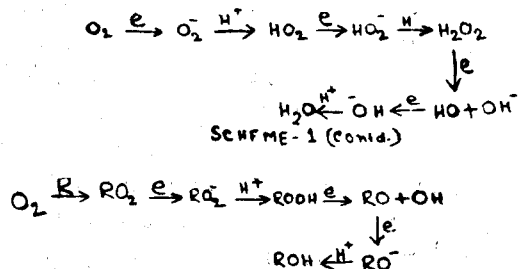 O₂ —e→ O₂⁻ —H⁺→ HO₂ —e→ HO₂⁻ —H→ H₂O₂
↓e
H₂O ←H⁺— ⁻OH ←e— HO + OH⁻
SCHFME-1 (contd.)
O₂ —R→ RO₂ —e→ RO₂⁻ —H⁺→ ROOH —e→ RO + OH
↓e
ROH ←H⁺— RO⁻